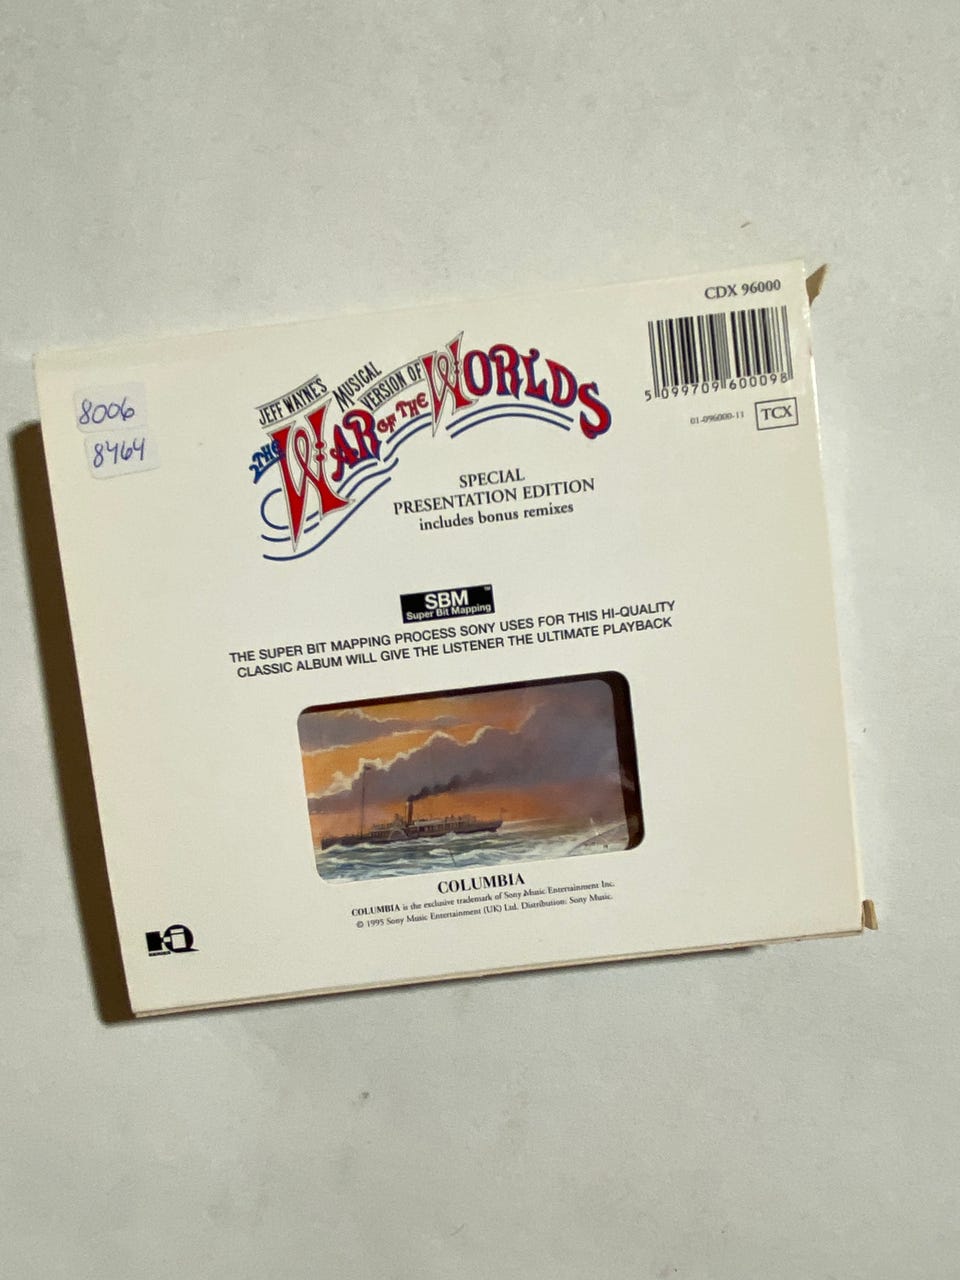 CDX 96000
5 099709 600098
01-096000-11 TCX
8006
8464
JEFF WAYNE'S
MUSICAL
VERSION OF
THE WAR OF THE WORLDS
SPECIAL
PRESENTATION EDITION
includes bonus remixes
SBM™
Super Bit Mapping
THE SUPER BIT MAPPING PROCESS SONY USES FOR THIS HI-QUALITY
CLASSIC ALBUM WILL GIVE THE LISTENER THE ULTIMATE PLAYBACK
COLUMBIA
COLUMBIA is the exclusive trademark of Sony Music Entertainment Inc.
© 1995 Sony Music Entertainment (UK) Ltd. Distribution: Sony Music.
HiQ